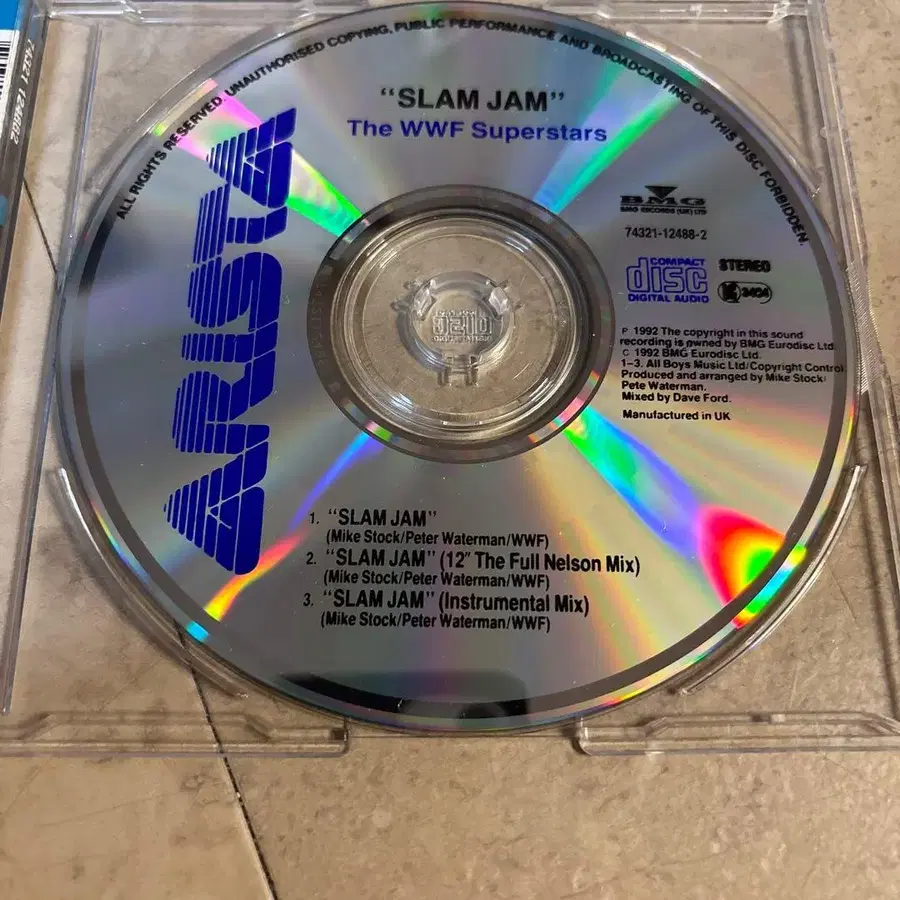 ALL RIGHTS RESERVED. UNAUTHORISED COPYING, PUBLIC PERFORMANCE AND BROADCASTING OF THIS DISC FORBIDDEN.
"SLAM JAM"
The WWF Superstars
ARISTA
BMG
BMG RECORDS (UK) LTD
74321-12488-2
COMPACT
disc
DIGITAL AUDIO
STEREO
K 3404
P 1992 The copyright in this sound
recording is owned by BMG Eurodisc Ltd.
C 1992 BMG Eurodisc Ltd.
1-3. All Boys Music Ltd/Copyright Control.
Produced and arranged by Mike Stock/
Pete Waterman.
Mixed by Dave Ford.
Manufactured in UK
1. "SLAM JAM"
(Mike Stock/Peter Waterman/WWF)
2. "SLAM JAM" (12" The Full Nelson Mix)
(Mike Stock/Peter Waterman/WWF)
3. "SLAM JAM" (Instrumental Mix)
(Mike Stock/Peter Waterman/WWF)